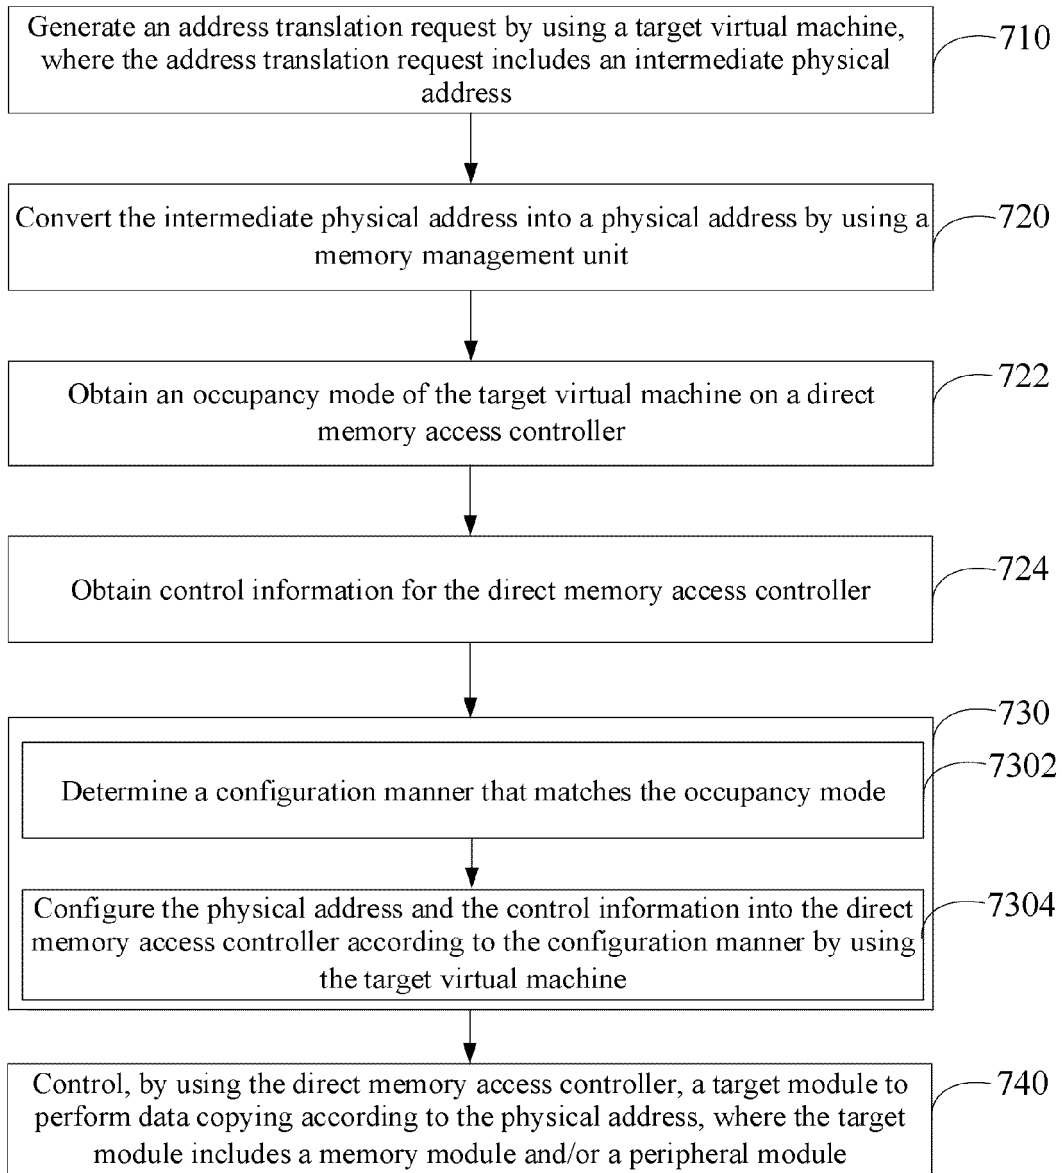 Generate an address translation request by using a target virtual machine,
where the address translation request includes an intermediate physical
address
710
Convert the intermediate physical address into a physical address by using a
memory management unit
720
Obtain an occupancy mode of the target virtual machine on a direct
memory access controller
722
Obtain control information for the direct memory access controller
724
730
Determine a configuration manner that matches the occupancy mode
7302
Configure the physical address and the control information into the direct
memory access controller according to the configuration manner by using
the target virtual machine
7304
Control, by using the direct memory access controller, a target module to
perform data copying according to the physical address, where the target
module includes a memory module and/or a peripheral module
740